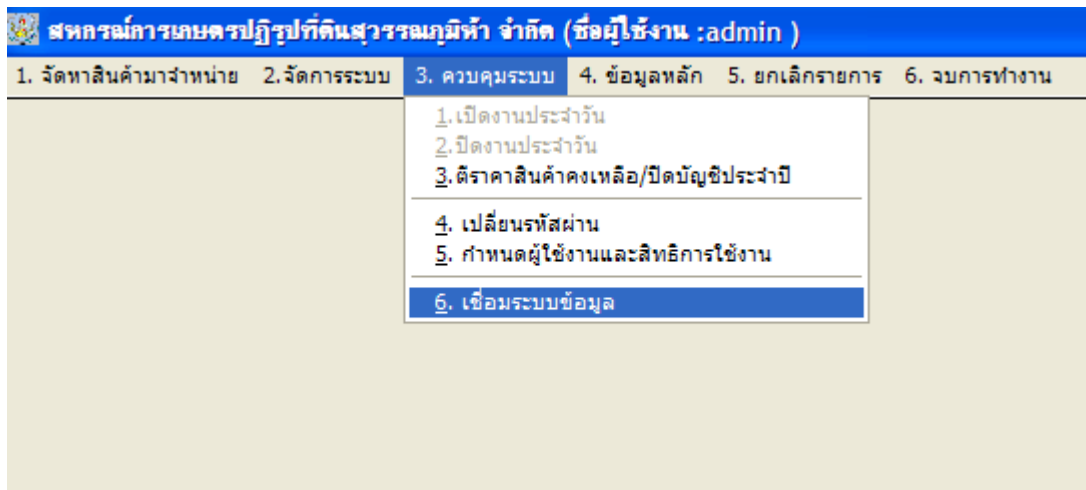 สหกรณ์การเกษตรปฏิรูปที่ดินสุวรรณภูมิห้า จำกัด (ชื่อผู้ใช้งาน :admin )
1. จัดหาสินค้ามาจำหน่าย 2.จัดการระบบ 3. ควบคุมระบบ 4. ข้อมูลหลัก 5. ยกเลิกรายการ 6. จบการทำงาน
1.เปิดงานประจำวัน
2.ปิดงานประจำวัน
3.ตีราคาสินค้าคงเหลือ/ปิดบัญชีประจำปี
4. เปลี่ยนรหัสผ่าน
5. กำหนดผู้ใช้งานและสิทธิการใช้งาน
6. เชื่อมระบบข้อมูล